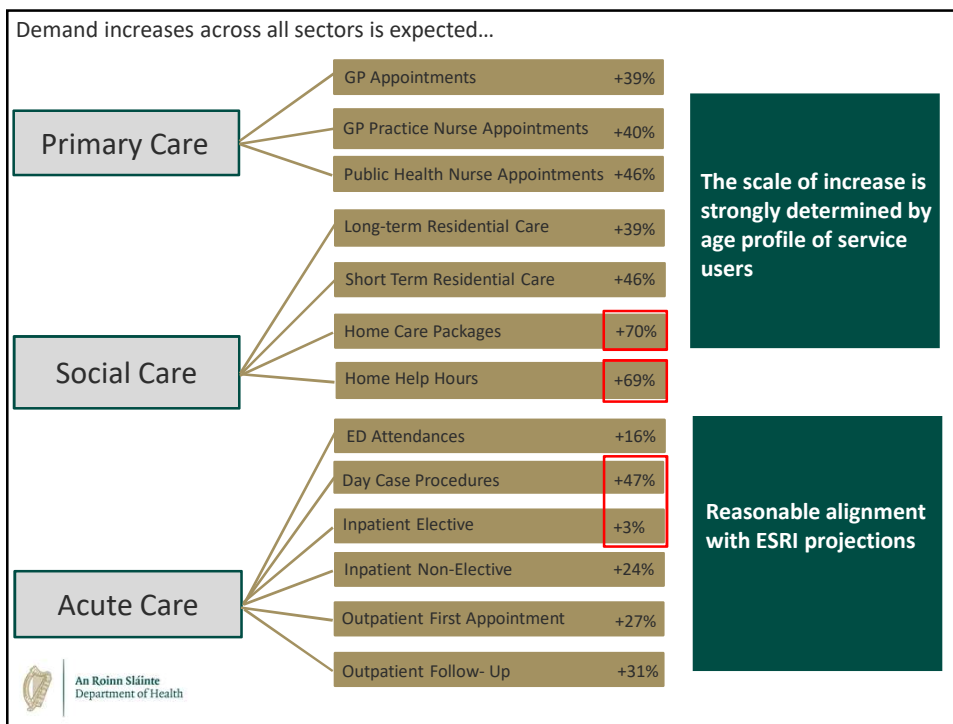 Demand increases across all sectors is expected…
Primary Care
GP Appointments +39%
GP Practice Nurse Appointments +40%
Public Health Nurse Appointments +46%
Social Care
Long-term Residential Care +39%
Short Term Residential Care +46%
Home Care Packages +70%
Home Help Hours +69%
Acute Care
ED Attendances +16%
Day Case Procedures +47%
Inpatient Elective +3%
Inpatient Non-Elective +24%
Outpatient First Appointment +27%
Outpatient Follow- Up +31%
The scale of increase is
strongly determined by
age profile of service
users
Reasonable alignment
with ESRI projections
An Roinn Sláinte
Department of Health